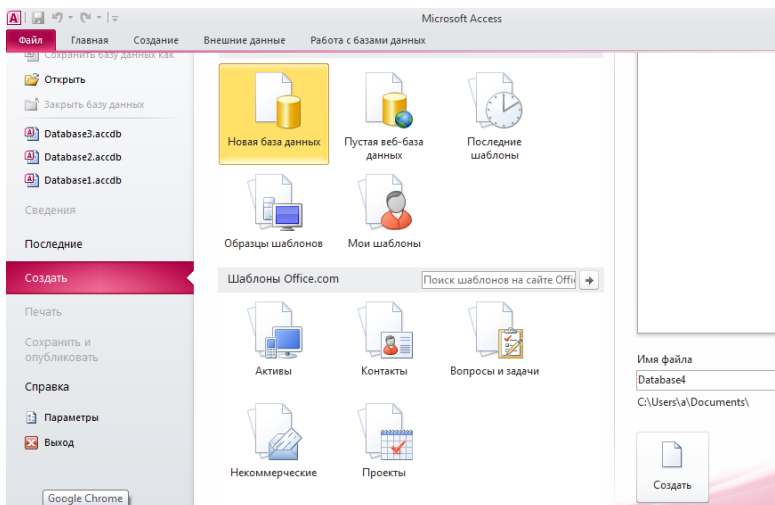 Microsoft Access
Файл Главная Создание Внешние данные Работа с базами данных
Сохранить базу данных как
Открыть
Закрыть базу данных
Database3.accdb
Database2.accdb
Database1.accdb
Сведения
Последние
Создать
Печать
Сохранить и
опубликовать
Справка
Параметры
Выход
Google Chrome
Новая база данных
Пустая веб-база
данных
Последние
шаблоны
Образцы шаблонов
Мои шаблоны
Шаблоны Office.com
Поиск шаблонов на сайте Offi
Активы
Контакты
Вопросы и задачи
Некоммерческие
Проекты
Имя файла
Database4
C:\Users\a\Documents\
Создать